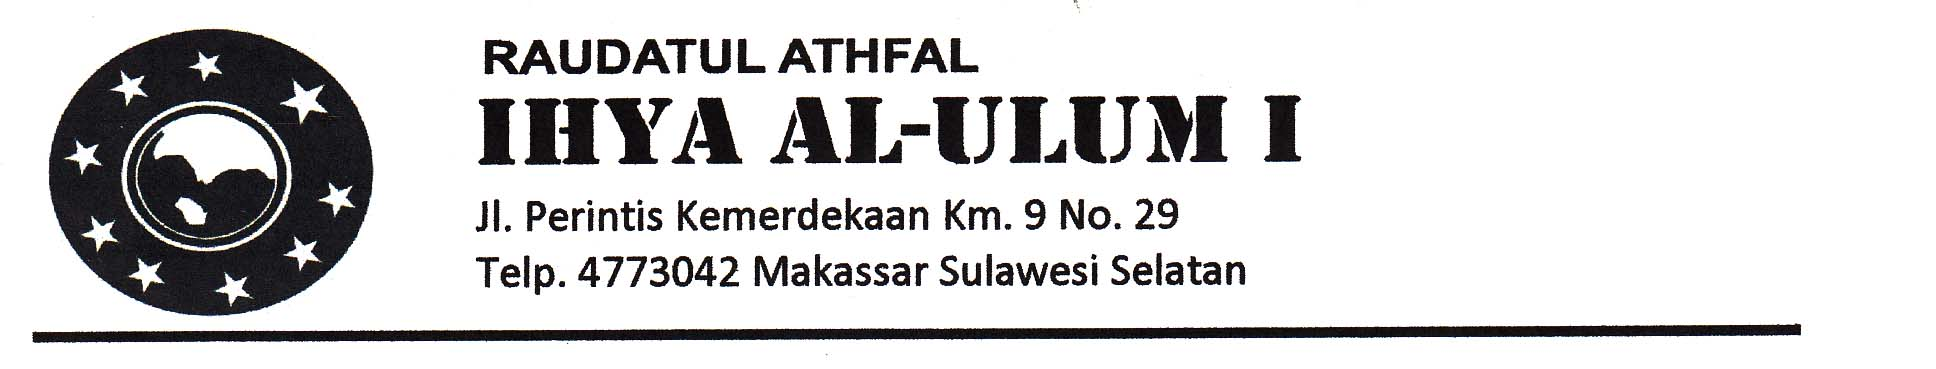 RAUDATUL ATHFAL
IHYA AL-ULUM I
Jl. Perintis Kemerdekaan Km. 9 No. 29
Telp. 4773042 Makassar Sulawesi Selatan